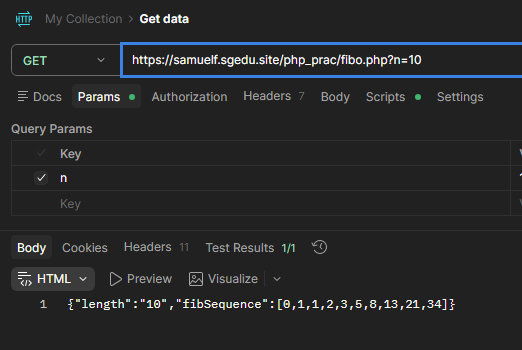 HTTP My Collection > Get data
GET https://samuelf.sgedu.site/php_prac/fibo.php?n=10
Docs Params Authorization Headers 7 Body Scripts Settings
Query Params
Key
n
Key
Body Cookies Headers 11 Test Results 1/1
HTML Preview Visualize
1 {"length":"10","fibSequence":[0,1,1,2,3,5,8,13,21,34]}